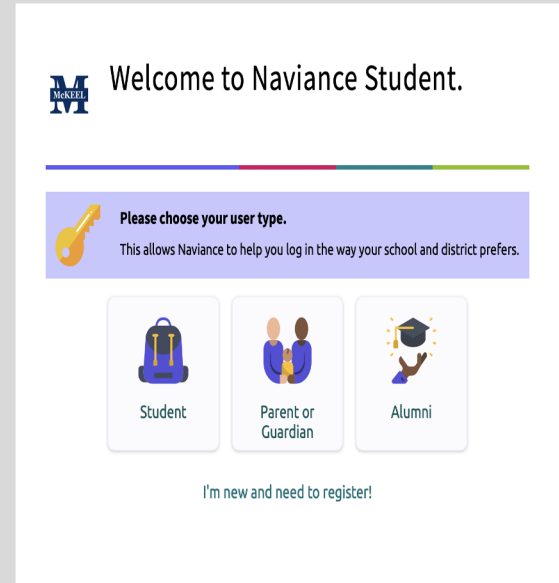 McKEEL
Welcome to Naviance Student.
Please choose your user type.
This allows Naviance to help you log in the way your school and district prefers.
Student
Parent or
Guardian
Alumni
I'm new and need to register!